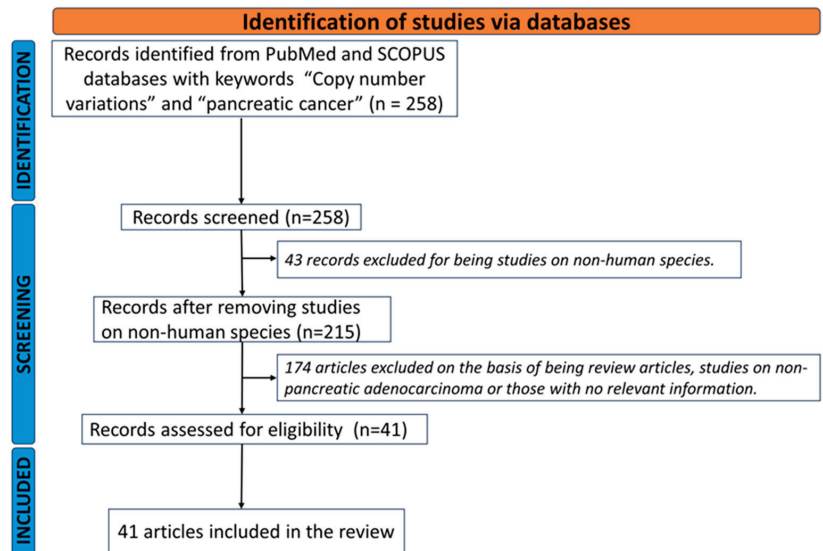 Identification of studies via databases
IDENTIFICATION
Records identified from PubMed and SCOPUS
databases with keywords “Copy number
variations” and “pancreatic cancer” (n = 258)
SCREENING
Records screened (n=258)
43 records excluded for being studies on non-human species.
Records after removing studies
on non-human species (n=215)
174 articles excluded on the basis of being review articles, studies on non-
pancreatic adenocarcinoma or those with no relevant information.
Records assessed for eligibility (n=41)
INCLUDED
41 articles included in the review